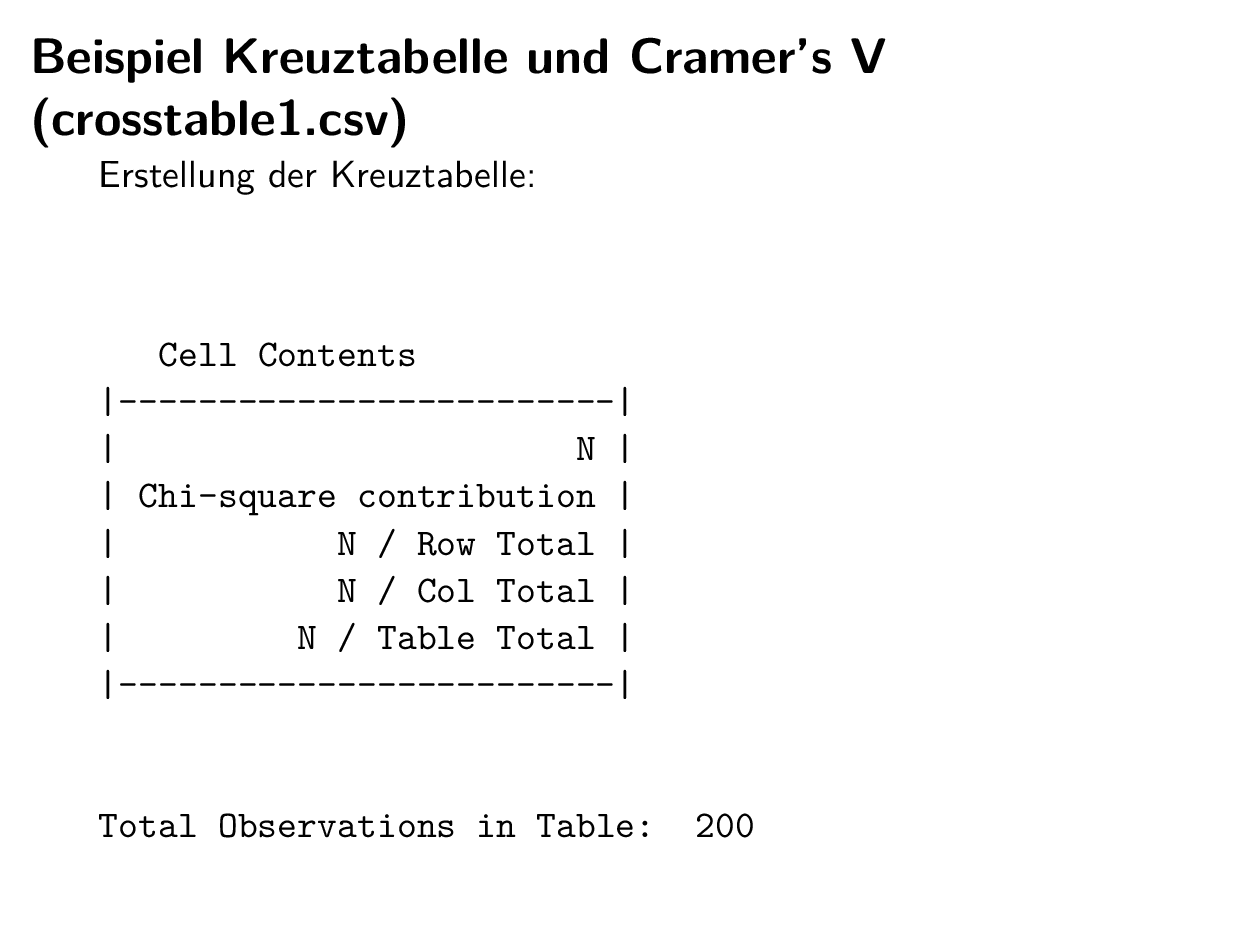 Beispiel Kreuztabelle und Cramer's V
(crosstable1.csv)
Erstellung der Kreuztabelle:
   Cell Contents
|-------------------------|
|                       N |
| Chi-square contribution |
|           N / Row Total |
|           N / Col Total |
|         N / Table Total |
|-------------------------|
Total Observations in Table:  200